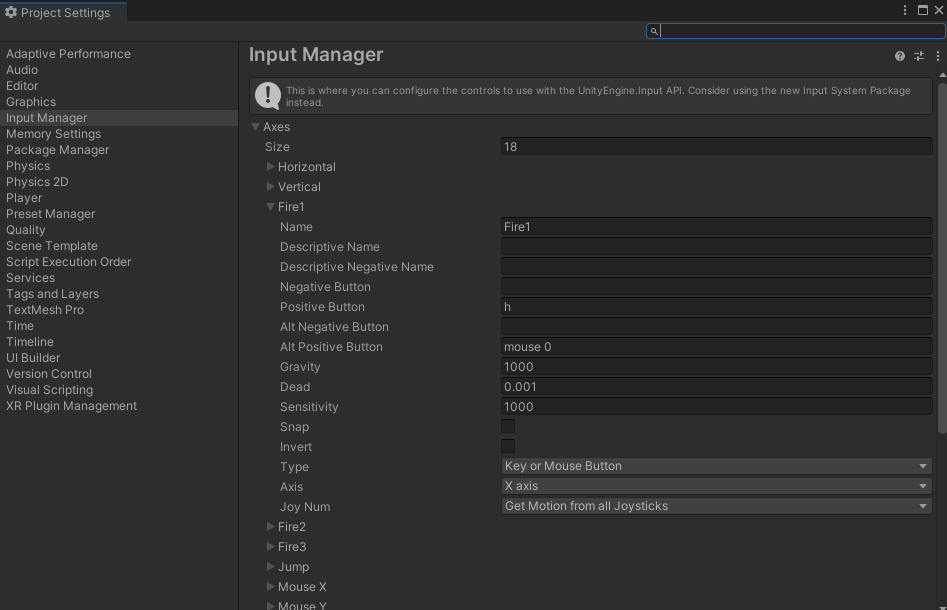 Project Settings
Adaptive Performance
Audio
Editor
Graphics
Input Manager
Memory Settings
Package Manager
Physics
Physics 2D
Player
Preset Manager
Quality
Scene Template
Script Execution Order
Services
Tags and Layers
TextMesh Pro
Time
Timeline
UI Builder
Version Control
Visual Scripting
XR Plugin Management
Input Manager
This is where you can configure the controls to use with the UnityEngine.Input API. Consider using the new Input System Package
instead.
Axes
Size 18
Horizontal
Vertical
Fire1
Name Fire1
Descriptive Name
Descriptive Negative Name
Negative Button
Positive Button h
Alt Negative Button
Alt Positive Button mouse 0
Gravity 1000
Dead 0.001
Sensitivity 1000
Snap
Invert
Type Key or Mouse Button
Axis X axis
Joy Num Get Motion from all Joysticks
Fire2
Fire3
Jump
Mouse X
Mouse Y